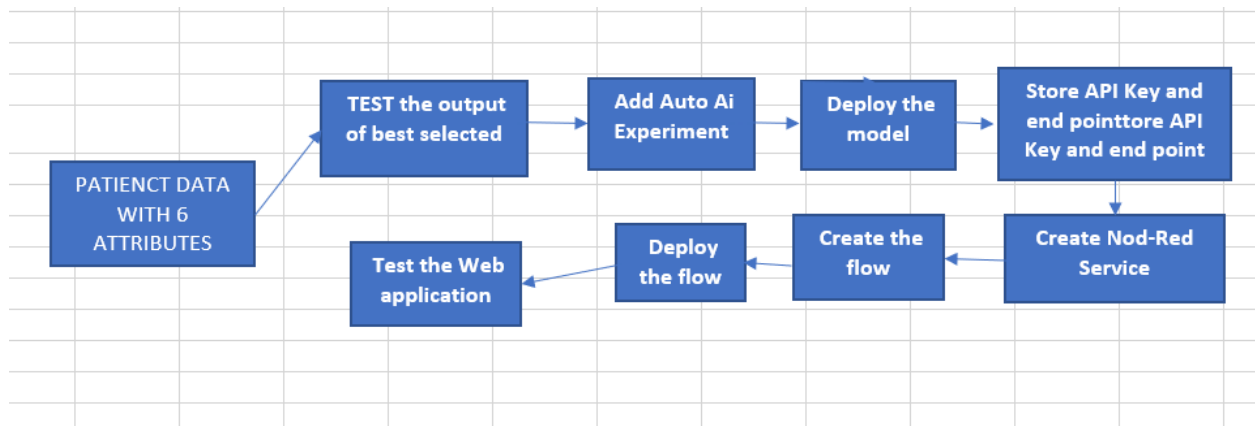 PATIENCT DATA
WITH 6
ATTRIBUTES
TEST the output
of best selected
Add Auto Ai
Experiment
Deploy the
model
Store API Key and
end pointtore API
Key and end point
Create Nod-Red
Service
Create the
flow
Deploy
the flow
Test the Web
application